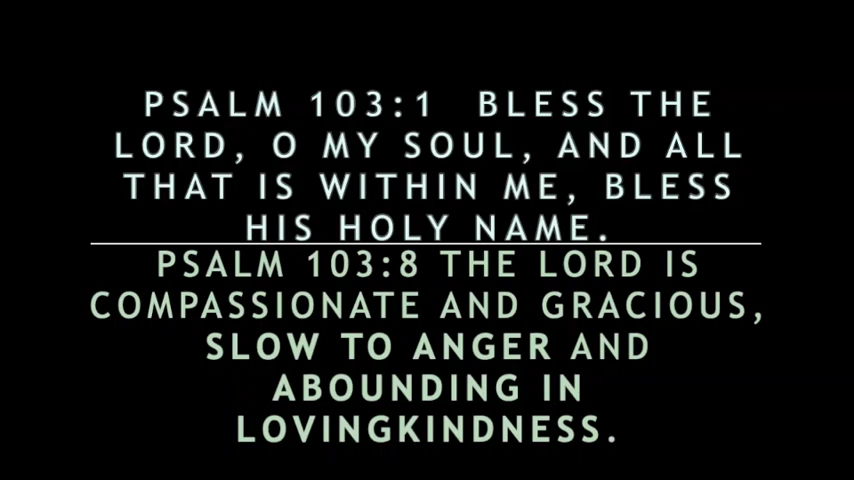 PSALM 103:1 BLESS THE
LORD, O MY SOUL, AND ALL
THAT IS WITHIN ME, BLESS
HIS HOLY NAME.
PSALM 103:8 THE LORD IS
COMPASSIONATE AND GRACIOUS,
SLOW TO ANGER AND
ABOUNDING IN
LOVINGKINDNESS.